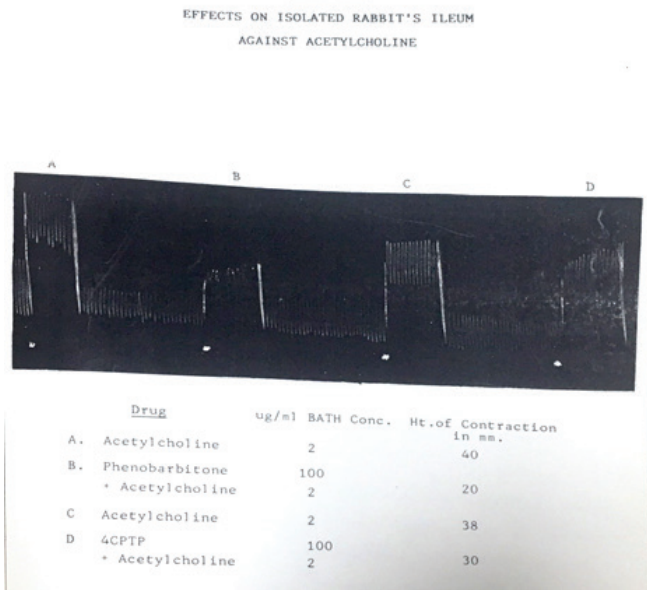 EFFECTS ON ISOLATED RABBIT'S ILEUM
AGAINST ACETYLCHOLINE
A B C D
Drug ug/ml BATH Conc. Ht.of Contraction
in mm.
A. Acetylcholine 2 40
B. Phenobarbitone 100
+ Acetylcholine 2 20
C Acetylcholine 2 38
D 4CPTP 100
+ Acetylcholine 2 30